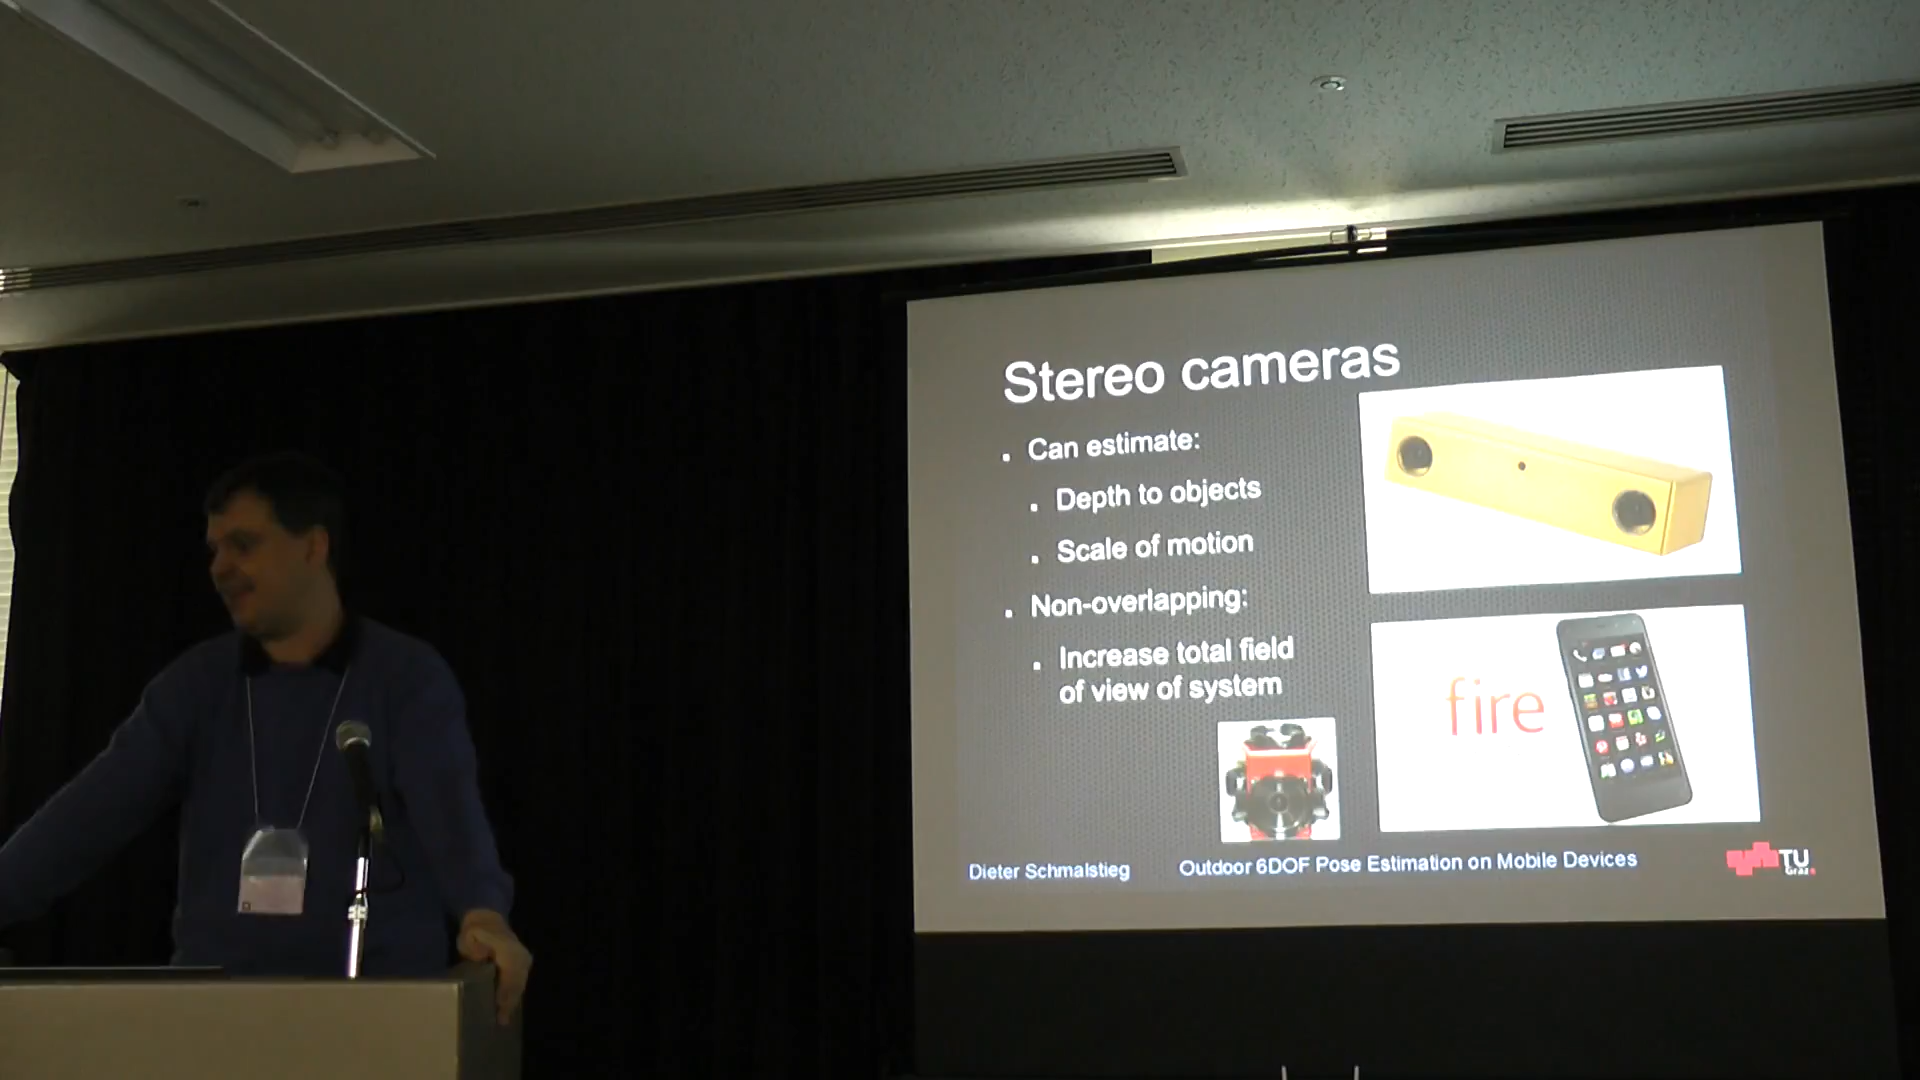 Stereo cameras
Can estimate:
Depth to objects
Scale of motion
Non-overlapping:
Increase total field
of view of system
fire
Dieter Schmalstieg
Outdoor 6DOF Pose Estimation on Mobile Devices
TU
Graz